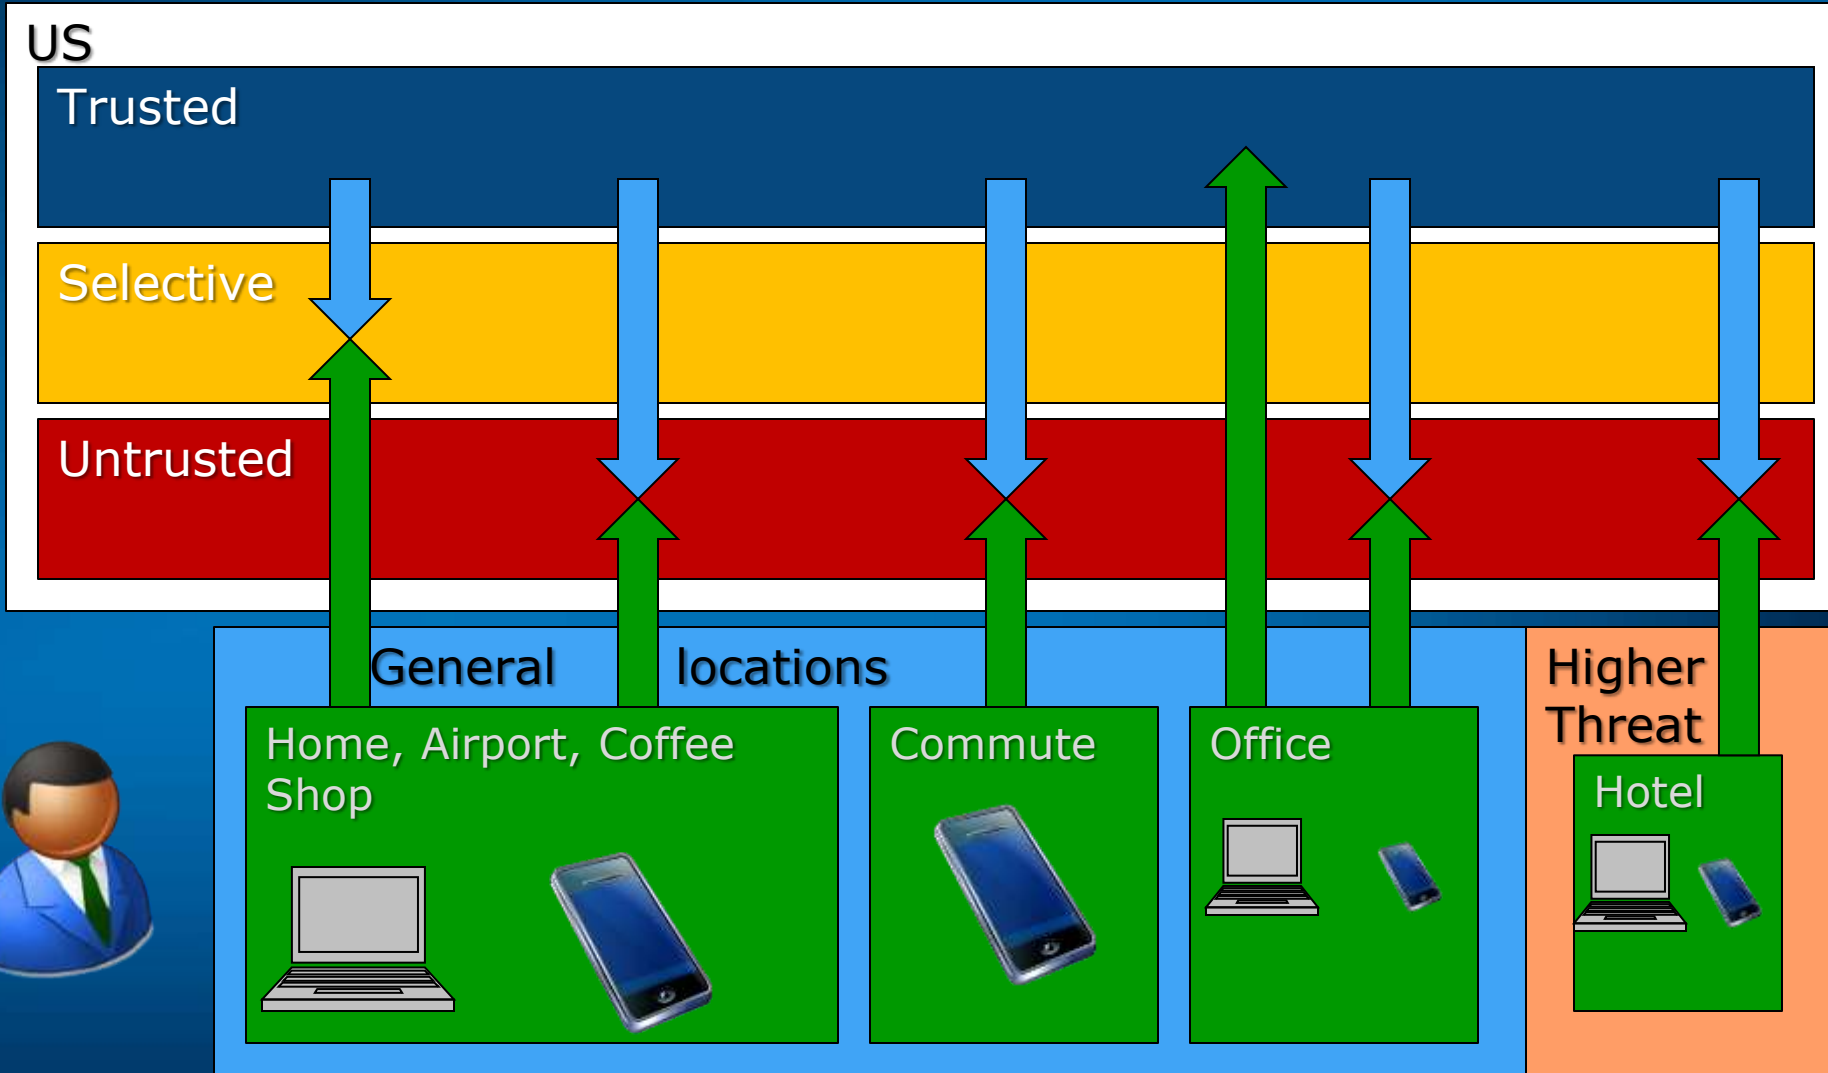 US
Trusted
Selective
Untrusted
General locations
Higher
Threat
Home, Airport, Coffee
Shop
Commute
Office
Hotel